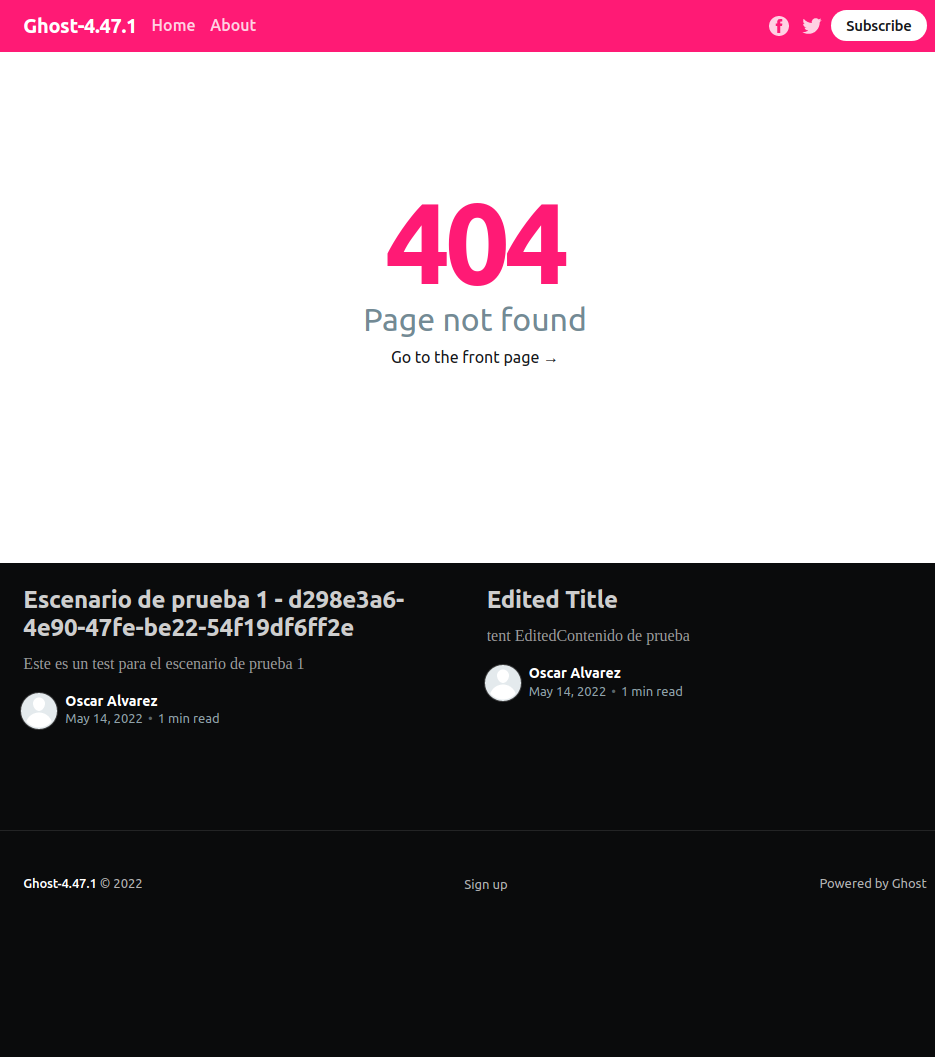 Ghost-4.47.1 Home About Subscribe
404
Page not found
Go to the front page →
Escenario de prueba 1 - d298e3a6-
4e90-47fe-be22-54f19df6ff2e
Este es un test para el escenario de prueba 1
Oscar Alvarez
May 14, 2022 • 1 min read
Edited Title
tent EditedContenido de prueba
Oscar Alvarez
May 14, 2022 • 1 min read
Ghost-4.47.1 © 2022
Sign up
Powered by Ghost